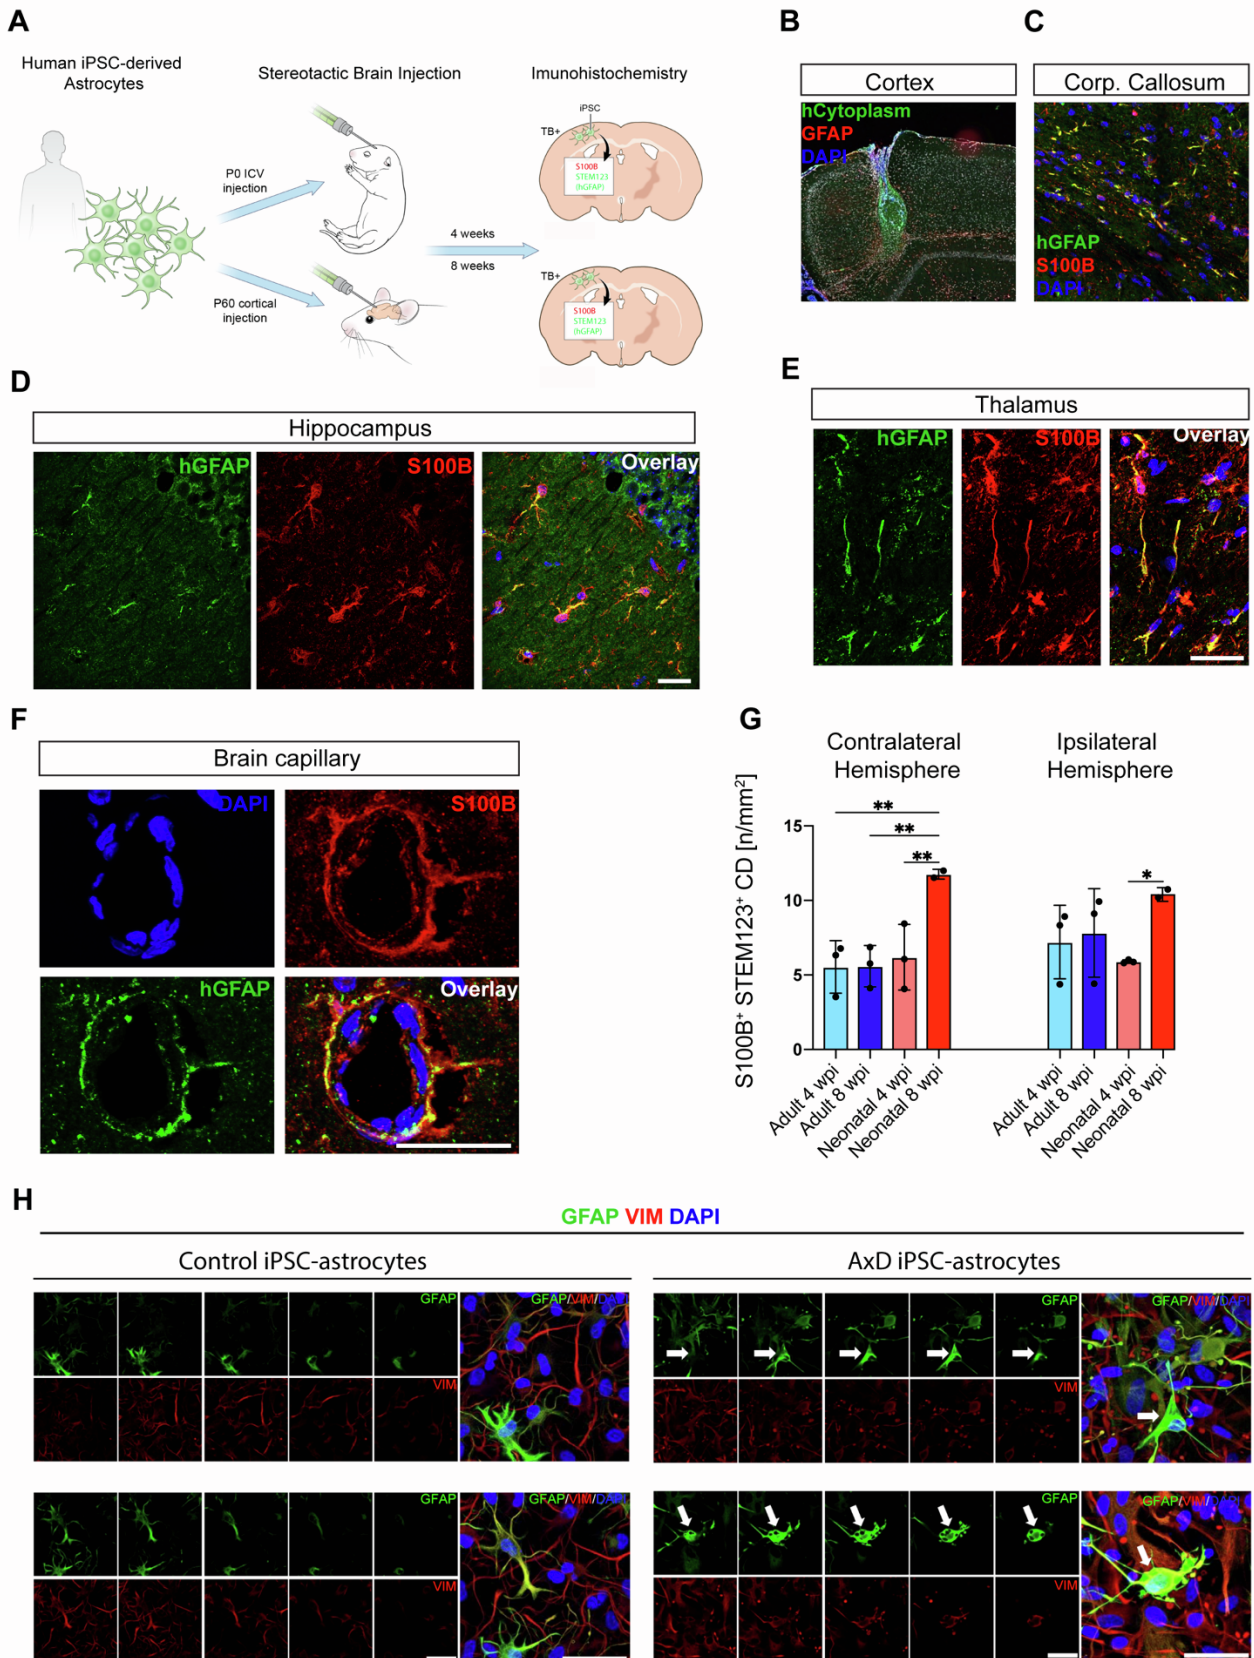 A
Human iPSC-derived
Astrocytes
Stereotactic Brain Injection
Imunohistochemistry
P0 ICV
injection
P60 cortical
injection
4 weeks
8 weeks
iPSC
TB+
S100B
STEM123
(hGFAP)
TB+
S100B
STEM123
(hGFAP)
B
Cortex
hCytoplasm
GFAP
DAPI
C
Corp. Callosum
hGFAP
S100B
DAPI
D
Hippocampus
hGFAP
S100B
Overlay
E
Thalamus
hGFAP
S100B
Overlay
F
Brain capillary
DAPI
S100B
hGFAP
Overlay
G
Contralateral
Hemisphere
Ipsilateral
Hemisphere
S100B⁺ STEM123⁺ CD [n/mm²]
15
10
5
0
**
**
**
*
Adult 4 wpi
Adult 8 wpi
Neonatal 4 wpi
Neonatal 8 wpi
Adult 4 wpi
Adult 8 wpi
Neonatal 4 wpi
Neonatal 8 wpi
H
GFAP VIM DAPI
Control iPSC-astrocytes
AxD iPSC-astrocytes
GFAP
VIM
GFAP/VIM/DAPI
GFAP
VIM
GFAP/VIM/DAPI
GFAP
VIM
GFAP/VIM/DAPI
GFAP
VIM
GFAP/VIM/DAPI